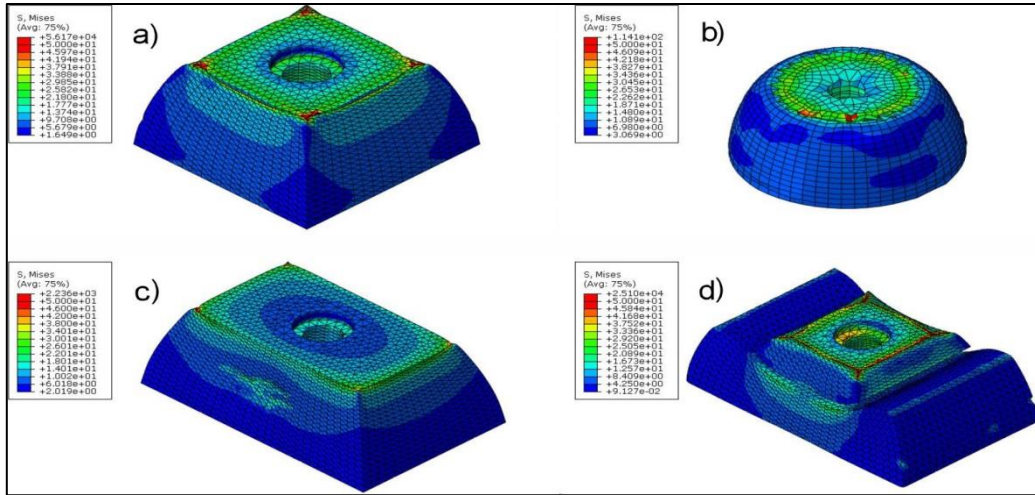 S, Mises
(Avg: 75%)
+5.617e+04
+5.000e+01
+4.597e+01
+4.194e+01
+3.791e+01
+3.388e+01
+2.985e+01
+2.582e+01
+2.180e+01
+1.777e+01
+1.374e+01
+9.708e+00
+5.679e+00
+1.649e+00
a)
S, Mises
(Avg: 75%)
+1.141e+02
+5.000e+01
+4.609e+01
+4.218e+01
+3.827e+01
+3.436e+01
+3.045e+01
+2.653e+01
+2.262e+01
+1.871e+01
+1.480e+01
+1.089e+01
+6.980e+00
+3.069e+00
b)
S, Mises
(Avg: 75%)
+2.236e+03
+5.000e+01
+4.600e+01
+4.200e+01
+3.800e+01
+3.401e+01
+3.001e+01
+2.601e+01
+2.201e+01
+1.801e+01
+1.401e+01
+1.002e+01
+6.018e+00
+2.019e+00
c)
S, Mises
(Avg: 75%)
+2.510e+04
+5.000e+01
+4.584e+01
+4.168e+01
+3.752e+01
+3.336e+01
+2.920e+01
+2.505e+01
+2.089e+01
+1.673e+01
+1.257e+01
+8.409e+00
+4.250e+00
+9.127e-02
d)